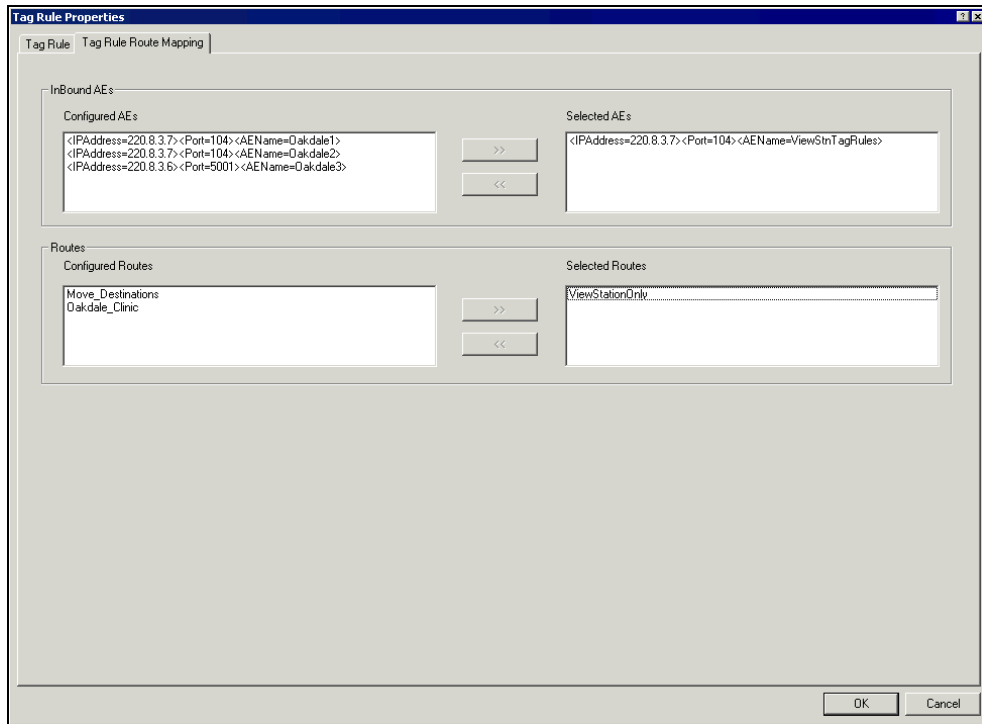 Tag Rule Properties
Tag Rule
Tag Rule Route Mapping
InBound AEs
Configured AEs
Selected AEs
<IPAddress=220.8.3.7><Port=104><AEName=Oakdale1>
<IPAddress=220.8.3.7><Port=104><AEName=Oakdale2>
<IPAddress=220.8.3.6><Port=5001><AEName=Oakdale3>
>>
<<
<IPAddress=220.8.3.7><Port=104><AEName=ViewStnTagRules>
Routes
Configured Routes
Selected Routes
Move_Destinations
Oakdale_Clinic
>>
<<
ViewStationOnly
OK
Cancel